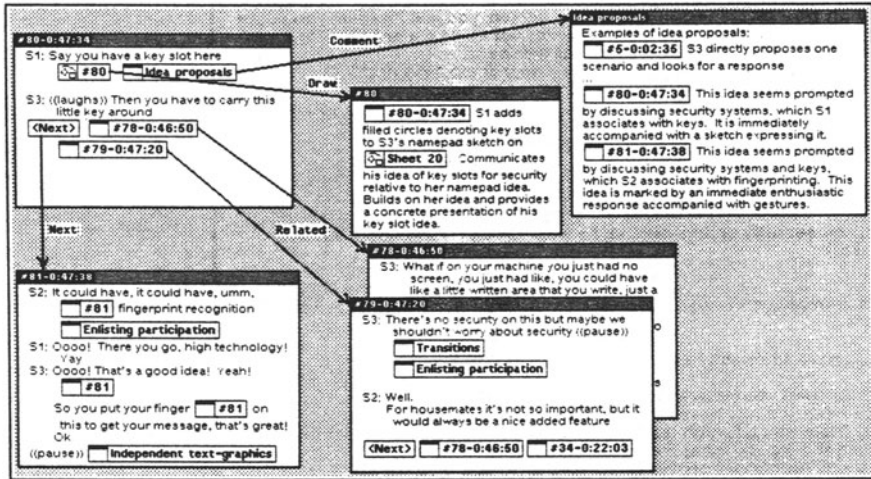 #80-0:47:34
S1: Say you have a key slot here
#80 Idea proposals
S3: ((laughs)) Then you have to carry this
little key around
<Next> #78-0:46:50
#79-0:47:20
Comment
Draw
Next
Related
Idea proposals
Examples of idea proposals:
#6-0:02:35 S3 directly proposes one
scenario and looks for a response
...
#80-0:47:34 This idea seems prompted
by discussing security systems, which S1
associates with keys. It is immediately
accompanied with a sketch expressing it.
#81-0:47:38 This idea seems prompted
by discussing security systems and keys,
which S2 associates with fingerprinting. This
idea is marked by an immediate enthusiastic
response accompanied with gestures.
#80
#80-0:47:34 S1 adds
filled circles denoting key slots
to S3's namepad sketch on
Sheet 20. Communicates
his idea of key slots for security
relative to her namepad idea.
Builds on her idea and provides
a concrete presentation of his
key slot idea.
#81-0:47:38
S2: It could have, it could have, umm,
#81 fingerprint recognition
Enlisting participation
S1: Oooo! There you go, high technology!
Yay
S3: Oooo! That's a good idea! Yeah!
#81
So you put your finger #81 on
this to get your message, that's great!
Ok
((pause)) Independent text-graphics
#78-0:46:50
S3: What if on your machine you just had no
screen, you just had like, you could have
like a little written area that you write, just a
#79-0:47:20
S3: There's no security on this but maybe we
shouldn't worry about security ((pause))
Transitions
Enlisting participation
S2: Well.
For housemates it's not so important, but it
would always be a nice added feature
<Next> #78-0:46:50 #34-0:22:03